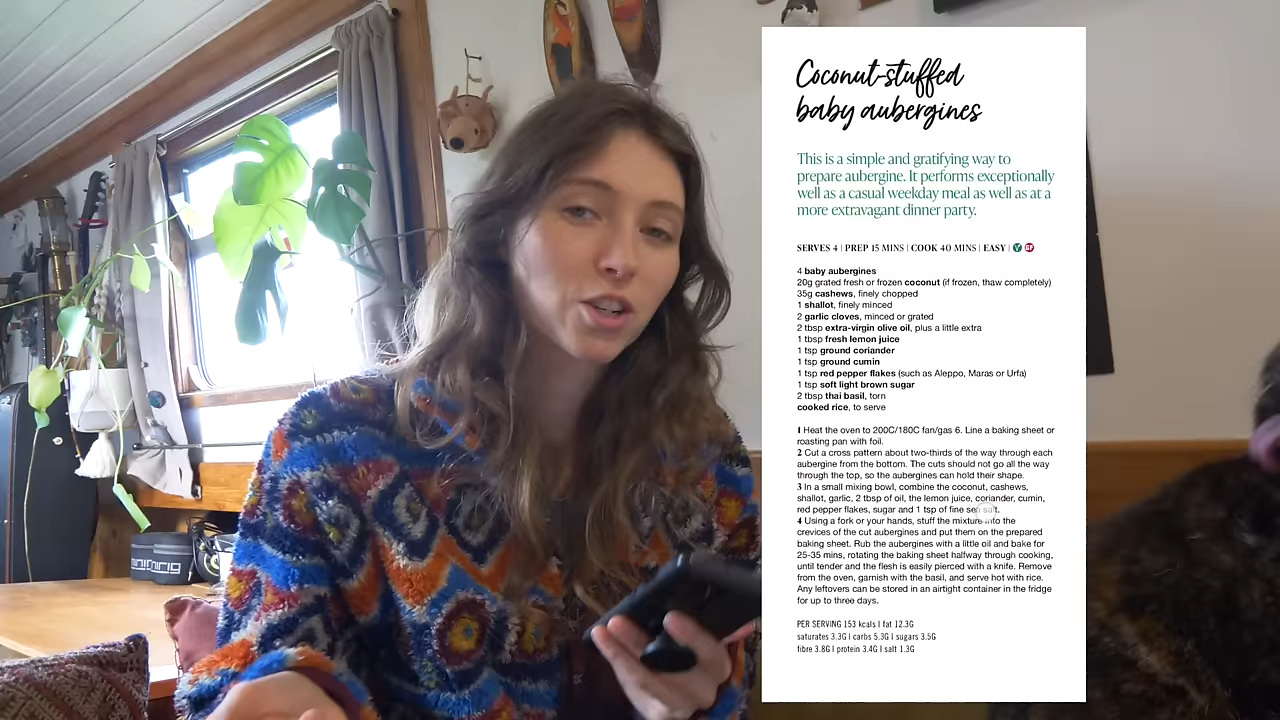 Coconut-stuffed
baby aubergines
This is a simple and gratifying way to
prepare aubergine. It performs exceptionally
well as a casual weekday meal as well as at a
more extravagant dinner party.
SERVES 4 | PREP 15 MINS | COOK 40 MINS | EASY | V GF
4 baby aubergines
20g grated fresh or frozen coconut (if frozen, thaw completely)
35g cashews, finely chopped
1 shallot, finely minced
2 garlic cloves, minced or grated
2 tbsp extra-virgin olive oil, plus a little extra
1 tbsp fresh lemon juice
1 tsp ground coriander
1 tsp ground cumin
1 tsp red pepper flakes (such as Aleppo, Maras or Urfa)
1 tsp soft light brown sugar
2 tbsp thai basil, torn
cooked rice, to serve
1 Heat the oven to 200C/180C fan/gas 6. Line a baking sheet or
roasting pan with foil.
2 Cut a cross pattern about two-thirds of the way through each
aubergine from the bottom. The cuts should not go all the way
through the top, so the aubergines can hold their shape.
3 In a small mixing bowl, combine the coconut, cashews,
shallot, garlic, 2 tbsp of oil, the lemon juice, coriander, cumin,
red pepper flakes, sugar and 1 tsp of fine sea salt.
4 Using a fork or your hands, stuff the mixture into the
crevices of the cut aubergines and put them on the prepared
baking sheet. Rub the aubergines with a little oil and bake for
25-35 mins, rotating the baking sheet halfway through cooking,
until tender and the flesh is easily pierced with a knife. Remove
from the oven, garnish with the basil, and serve hot with rice.
Any leftovers can be stored in an airtight container in the fridge
for up to three days.
PER SERVING 153 kcals | fat 12.3G
saturates 3.3G | carbs 5.3G | sugars 3.5G
fibre 3.8G | protein 3.4G | salt 1.3G